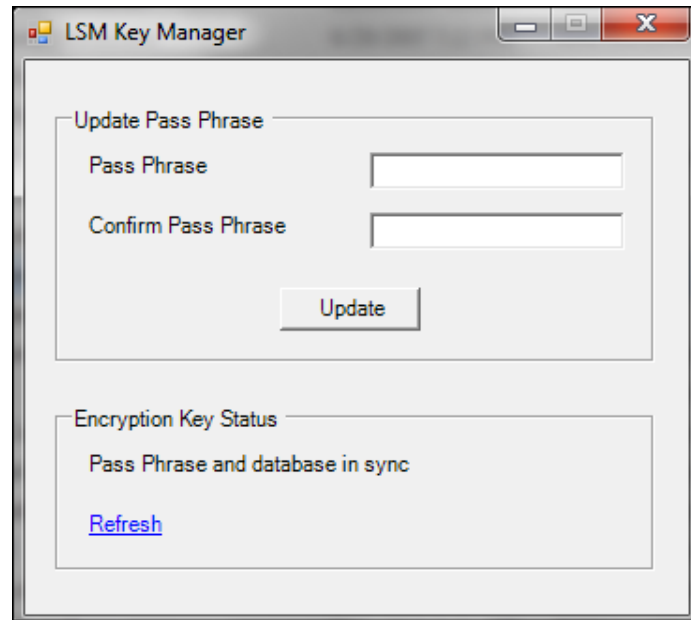 LSM Key Manager
Update Pass Phrase
Pass Phrase
Confirm Pass Phrase
Update
Encryption Key Status
Pass Phrase and database in sync
Refresh